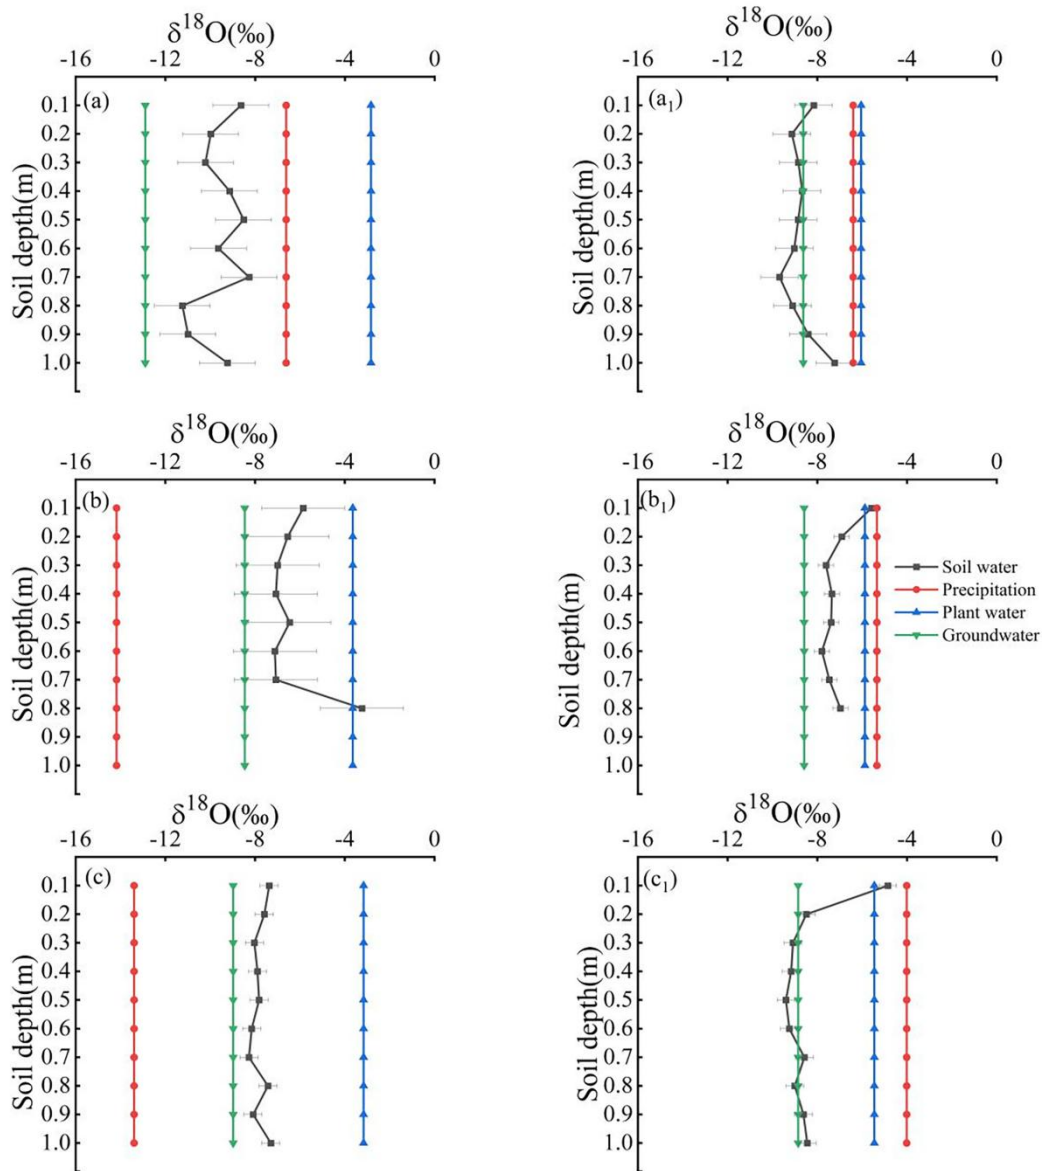 δ¹⁸O(‰)
-16 -12 -8 -4 0
(a)
Soil depth(m)
0.1
0.2
0.3
0.4
0.5
0.6
0.7
0.8
0.9
1.0
δ¹⁸O(‰)
-16 -12 -8 -4 0
(a₁)
Soil depth(m)
0.1
0.2
0.3
0.4
0.5
0.6
0.7
0.8
0.9
1.0
δ¹⁸O(‰)
-16 -12 -8 -4 0
(b)
Soil depth(m)
0.1
0.2
0.3
0.4
0.5
0.6
0.7
0.8
0.9
1.0
δ¹⁸O(‰)
-16 -12 -8 -4 0
(b₁)
Soil depth(m)
0.1
0.2
0.3
0.4
0.5
0.6
0.7
0.8
0.9
1.0
Soil water
Precipitation
Plant water
Groundwater
δ¹⁸O(‰)
-16 -12 -8 -4 0
(c)
Soil depth(m)
0.1
0.2
0.3
0.4
0.5
0.6
0.7
0.8
0.9
1.0
δ¹⁸O(‰)
-16 -12 -8 -4 0
(c₁)
Soil depth(m)
0.1
0.2
0.3
0.4
0.5
0.6
0.7
0.8
0.9
1.0